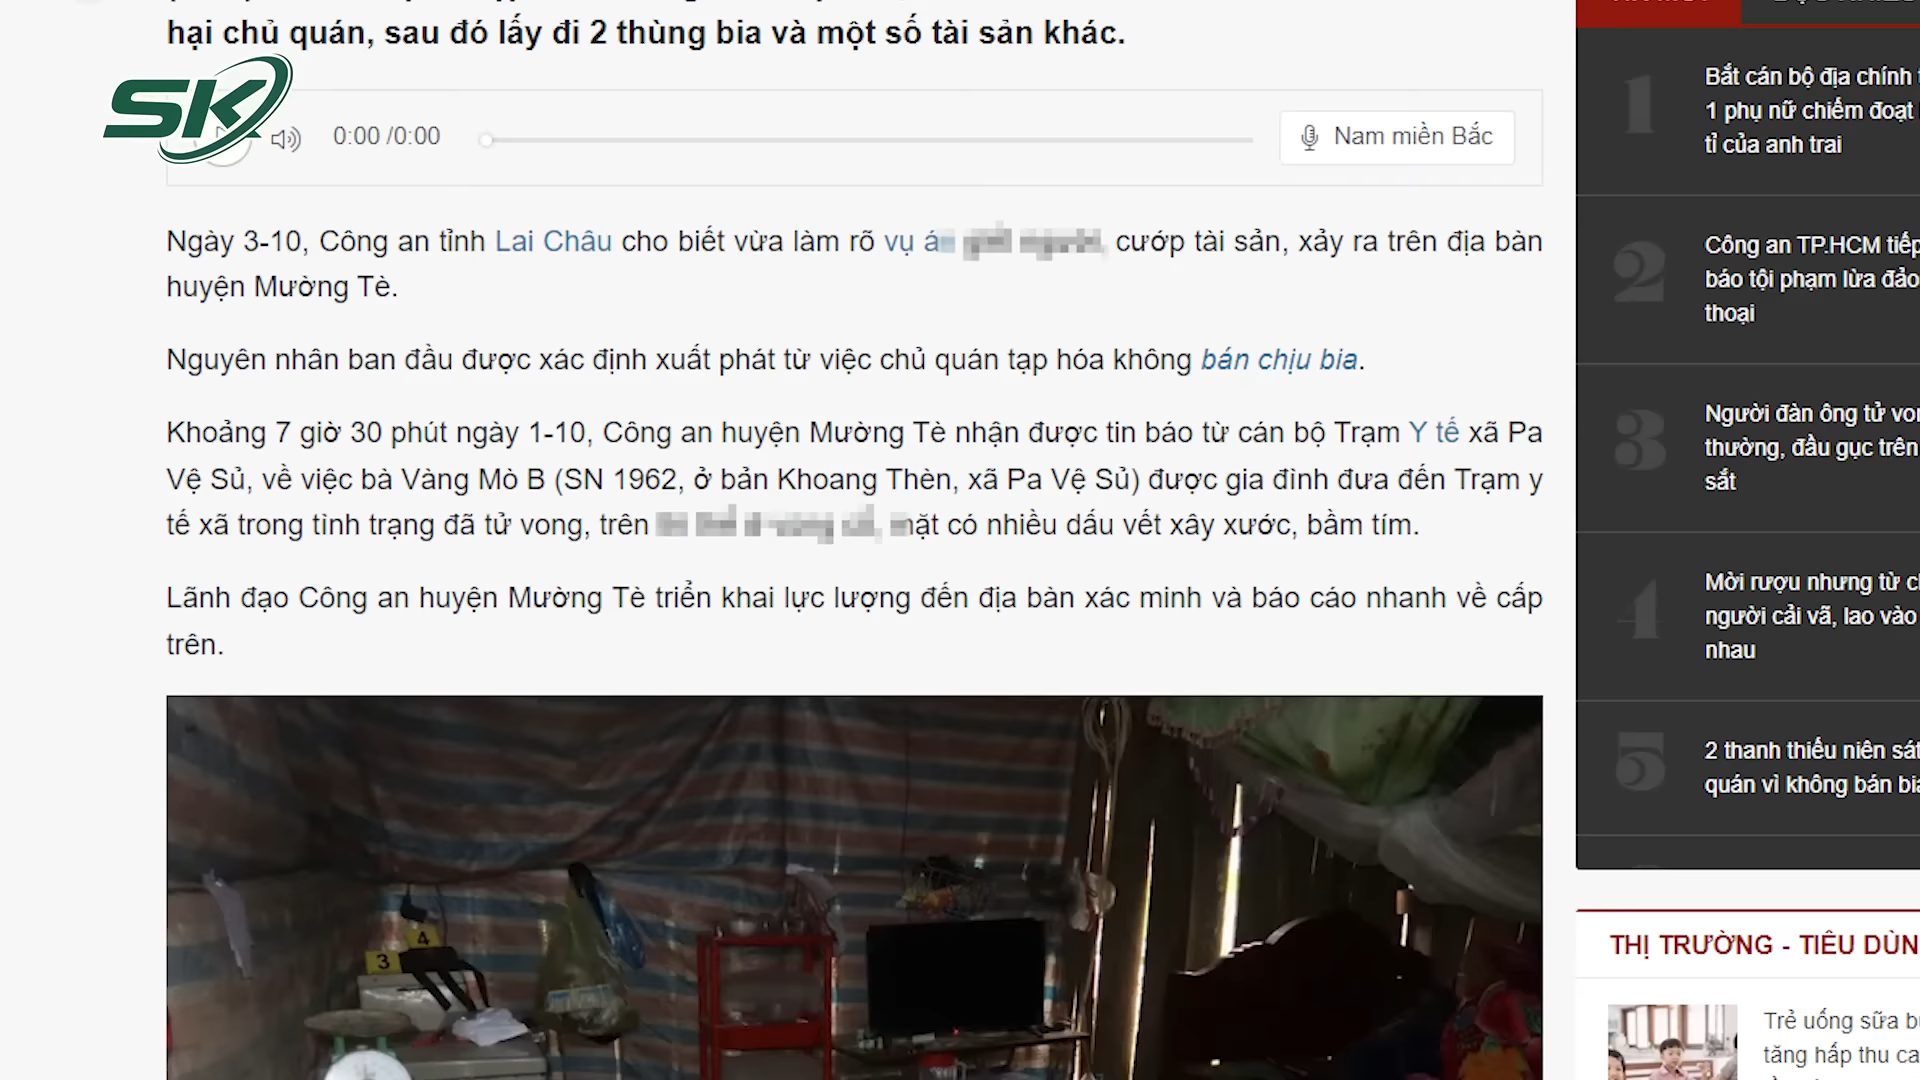 hại chủ quán, sau đó lấy đi 2 thùng bia và một số tài sản khác.
SK
0:00 /0:00
Nam miền Bắc
Ngày 3-10, Công an tỉnh Lai Châu cho biết vừa làm rõ vụ cướp tài sản, xảy ra trên địa bàn
huyện Mường Tè.
Nguyên nhân ban đầu được xác định xuất phát từ việc chủ quán tạp hóa không bán chịu bia.
Khoảng 7 giờ 30 phút ngày 1-10, Công an huyện Mường Tè nhận được tin báo từ cán bộ Trạm Y tế xã Pa
Vệ Sủ, về việc bà Vàng Mò B (SN 1962, ở bản Khoang Thèn, xã Pa Vệ Sủ) được gia đình đưa đến Trạm y
tế xã trong tình trạng đã tử vong, trên mặt có nhiều dấu vết xây xước, bầm tím.
Lãnh đạo Công an huyện Mường Tè triển khai lực lượng đến địa bàn xác minh và báo cáo nhanh về cấp
trên.
3
4
1
Bắt cán bộ địa chính
1 phụ nữ chiếm đoạt
tỉ của anh trai
2
Công an TP.HCM tiếp
báo tội phạm lừa đảo
thoại
3
Người đàn ông tử
thường, đầu gục trên
sắt
4
Mời rượu nhưng từ
người cải vã, lao vào
nhau
5
2 thanh thiếu niên
quán vì không bán
THỊ TRƯỜNG - TIÊU
Trẻ uống sữa
tăng hấp thu